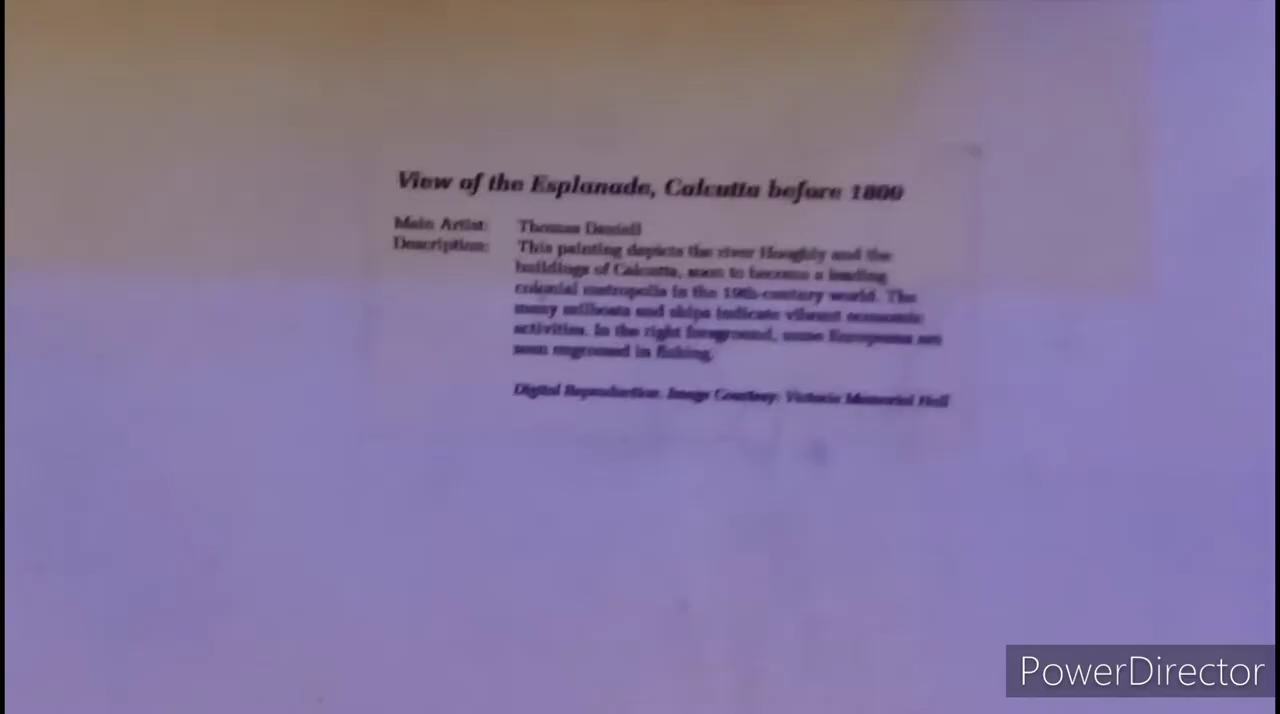 View of the Esplanade, Calcutta before 1800
Main Artist: Thomas Daniell
Description: This painting depicts the river Hooghly and the
buildings of Calcutta, soon to become a leading
colonial metropolis in the 19th-century world. The
many sailboats and ships indicate vibrant economic
activities. In the right foreground, some Europeans are
seen engrossed in fishing.
Digital Reproduction. Image Courtesy: Victoria Memorial Hall
PowerDirector